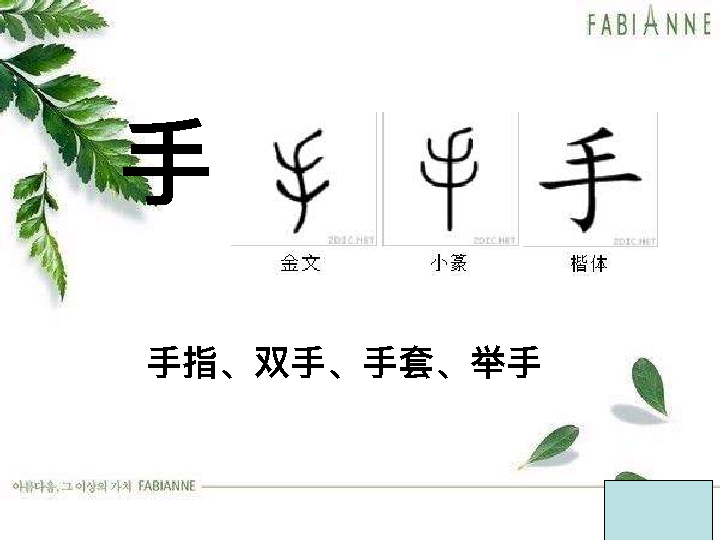 FABIANNE
手
ZDIC.NET ZDIC.NET ZDIC.NET
金文 小篆 楷体
手指、双手、手套、举手
아름다움, 그 이상의 가치 FABIANNE